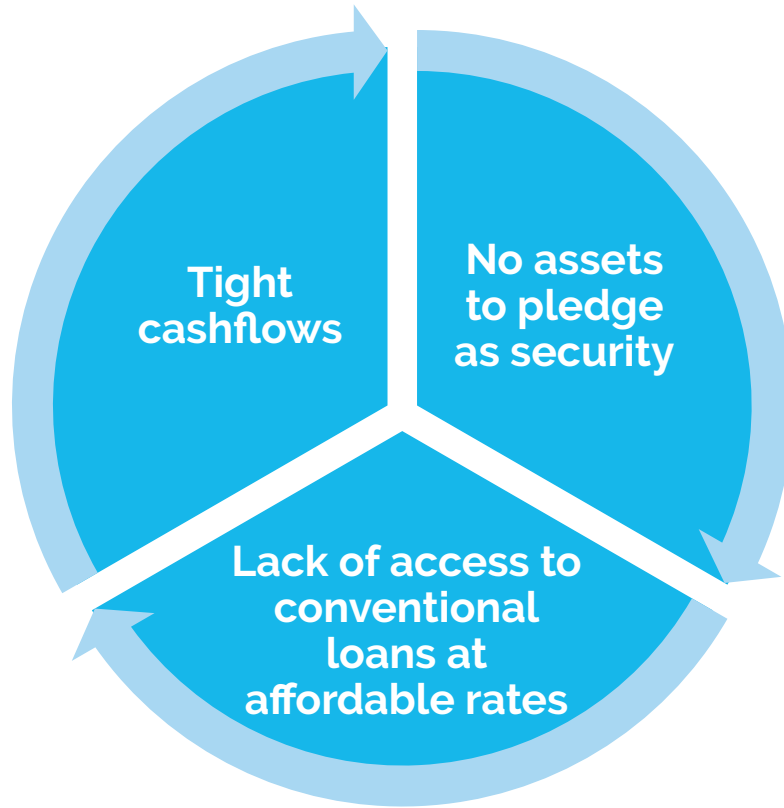 Tight
cashflows
No assets
to pledge
as security
Lack of access to
conventional
loans at
affordable rates